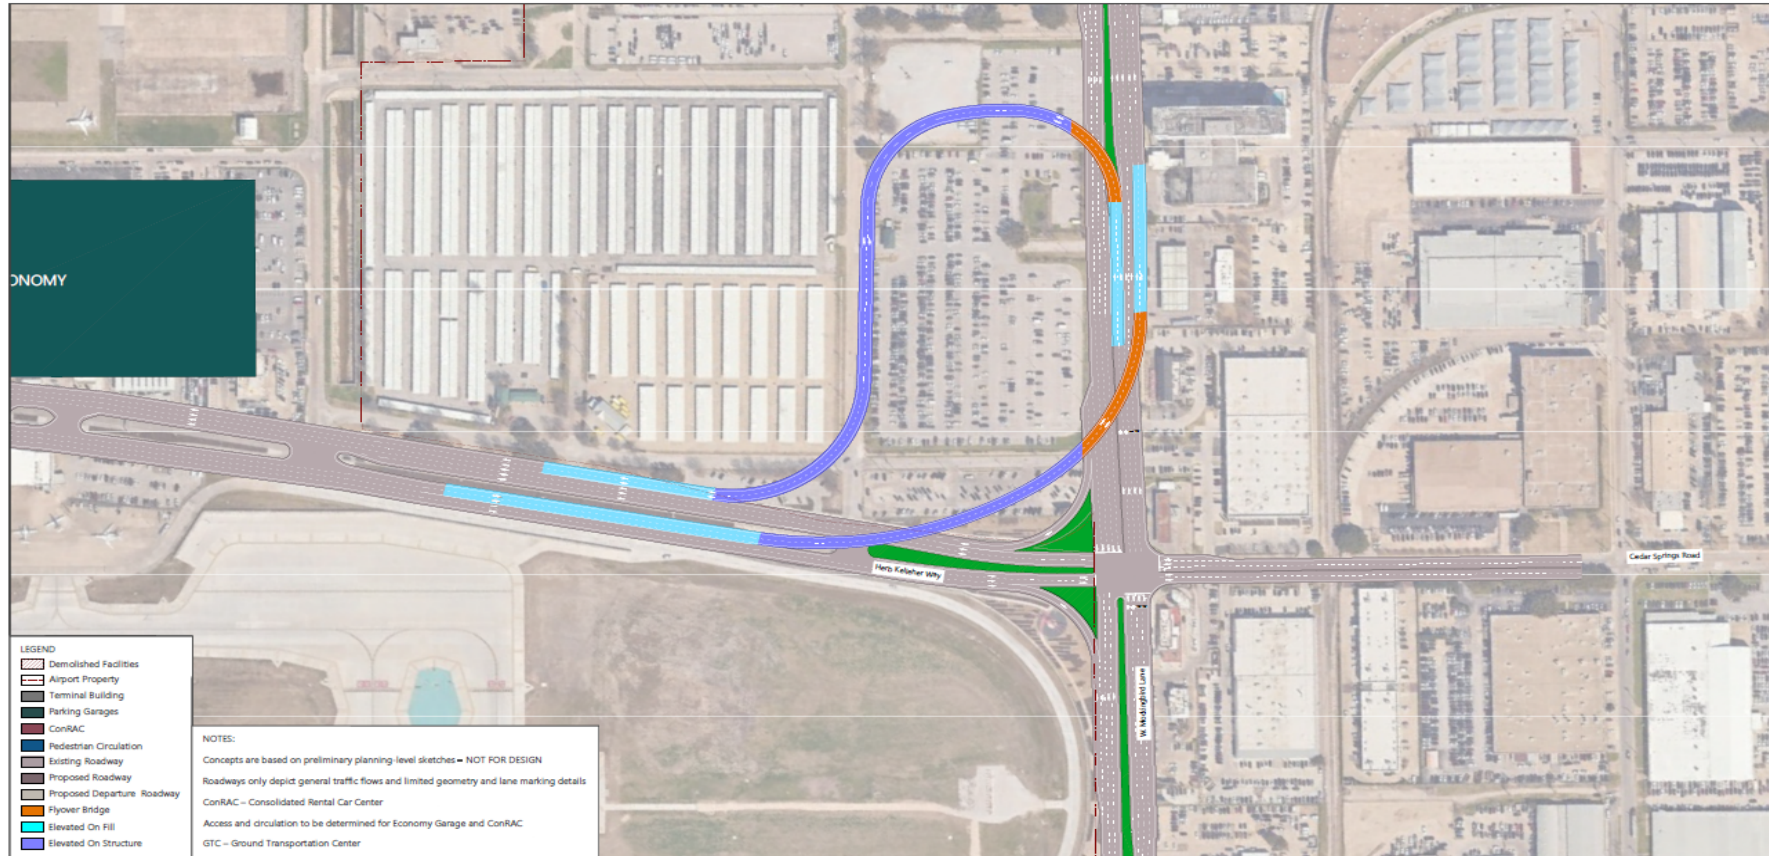 ONOMY
Herb Kelleher Way
Cedar Springs Road
W. Mockingbird Lane
LEGEND
Demolished Facilities
Airport Property
Terminal Building
Parking Garages
ConRAC
Pedestrian Circulation
Existing Roadway
Proposed Roadway
Proposed Departure Roadway
Flyover Bridge
Elevated On Fill
Elevated On Structure
NOTES:
Concepts are based on preliminary planning-level sketches – NOT FOR DESIGN
Roadways only depict general traffic flows and limited geometry and lane marking details
ConRAC – Consolidated Rental Car Center
Access and circulation to be determined for Economy Garage and ConRAC
GTC – Ground Transportation Center